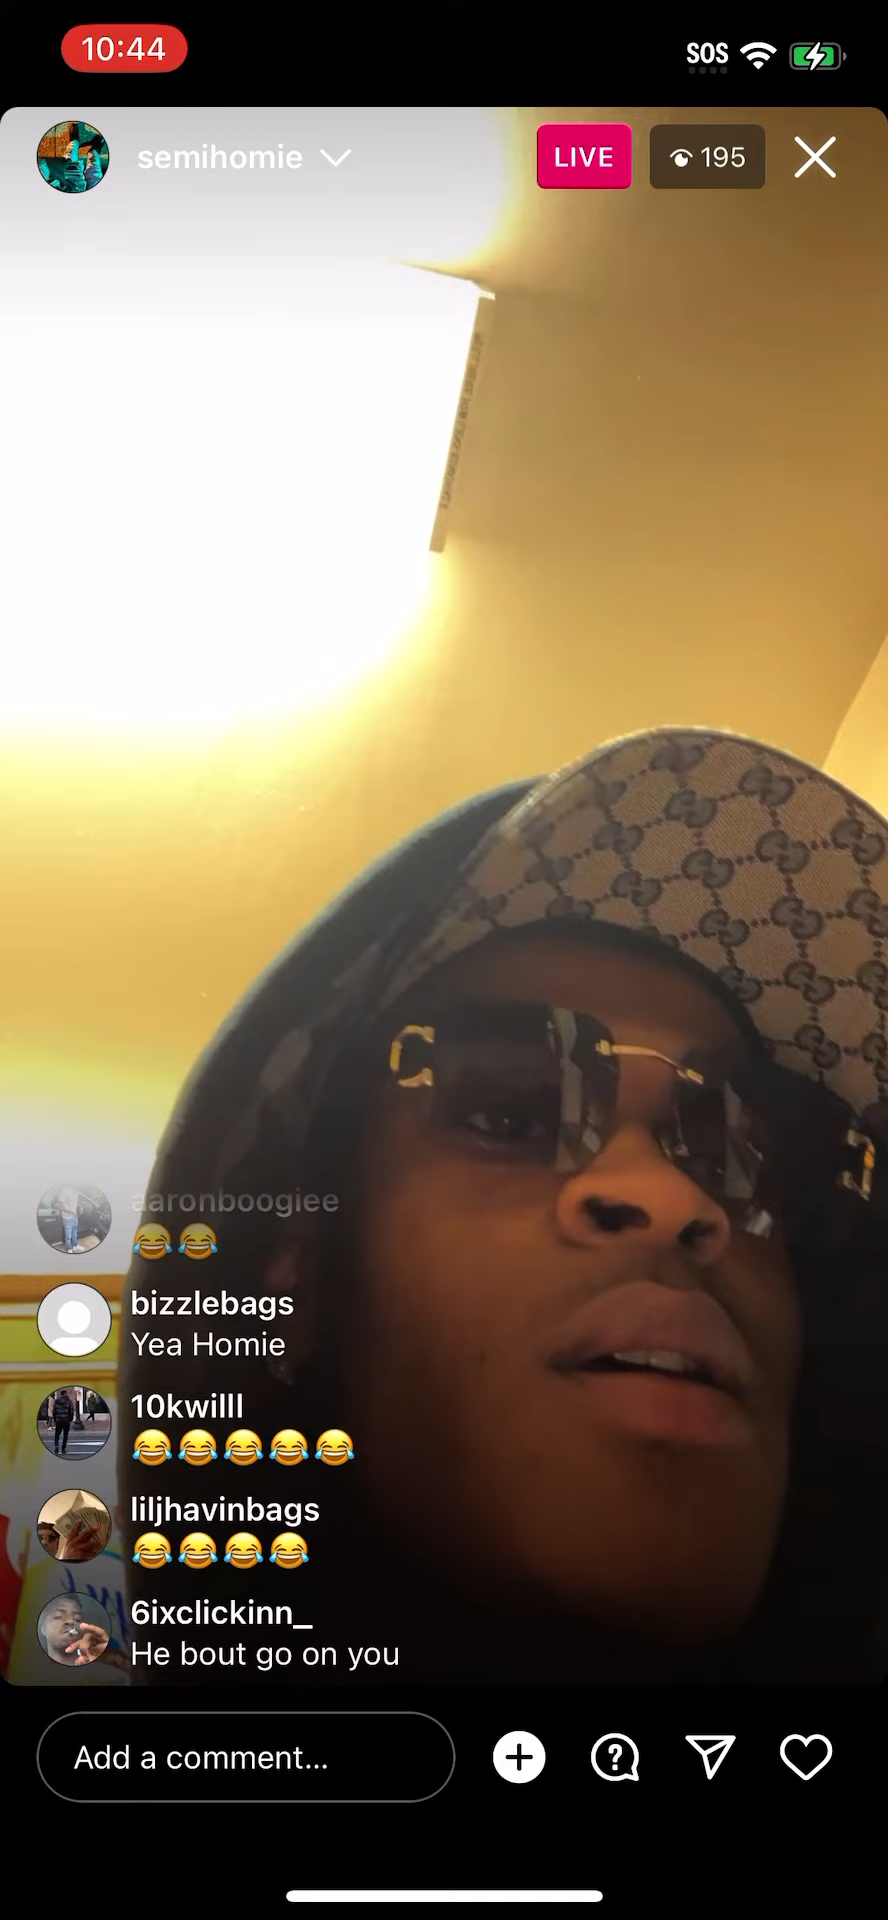 10:44
SOS
semihomie
LIVE
195
aaronboogiee
😂😂
bizzlebags
Yea Homie
10kwilll
😂😂😂😂😂
liljhavinbags
😂😂😂😂
6ixclickinn_
He bout go on you
Add a comment...